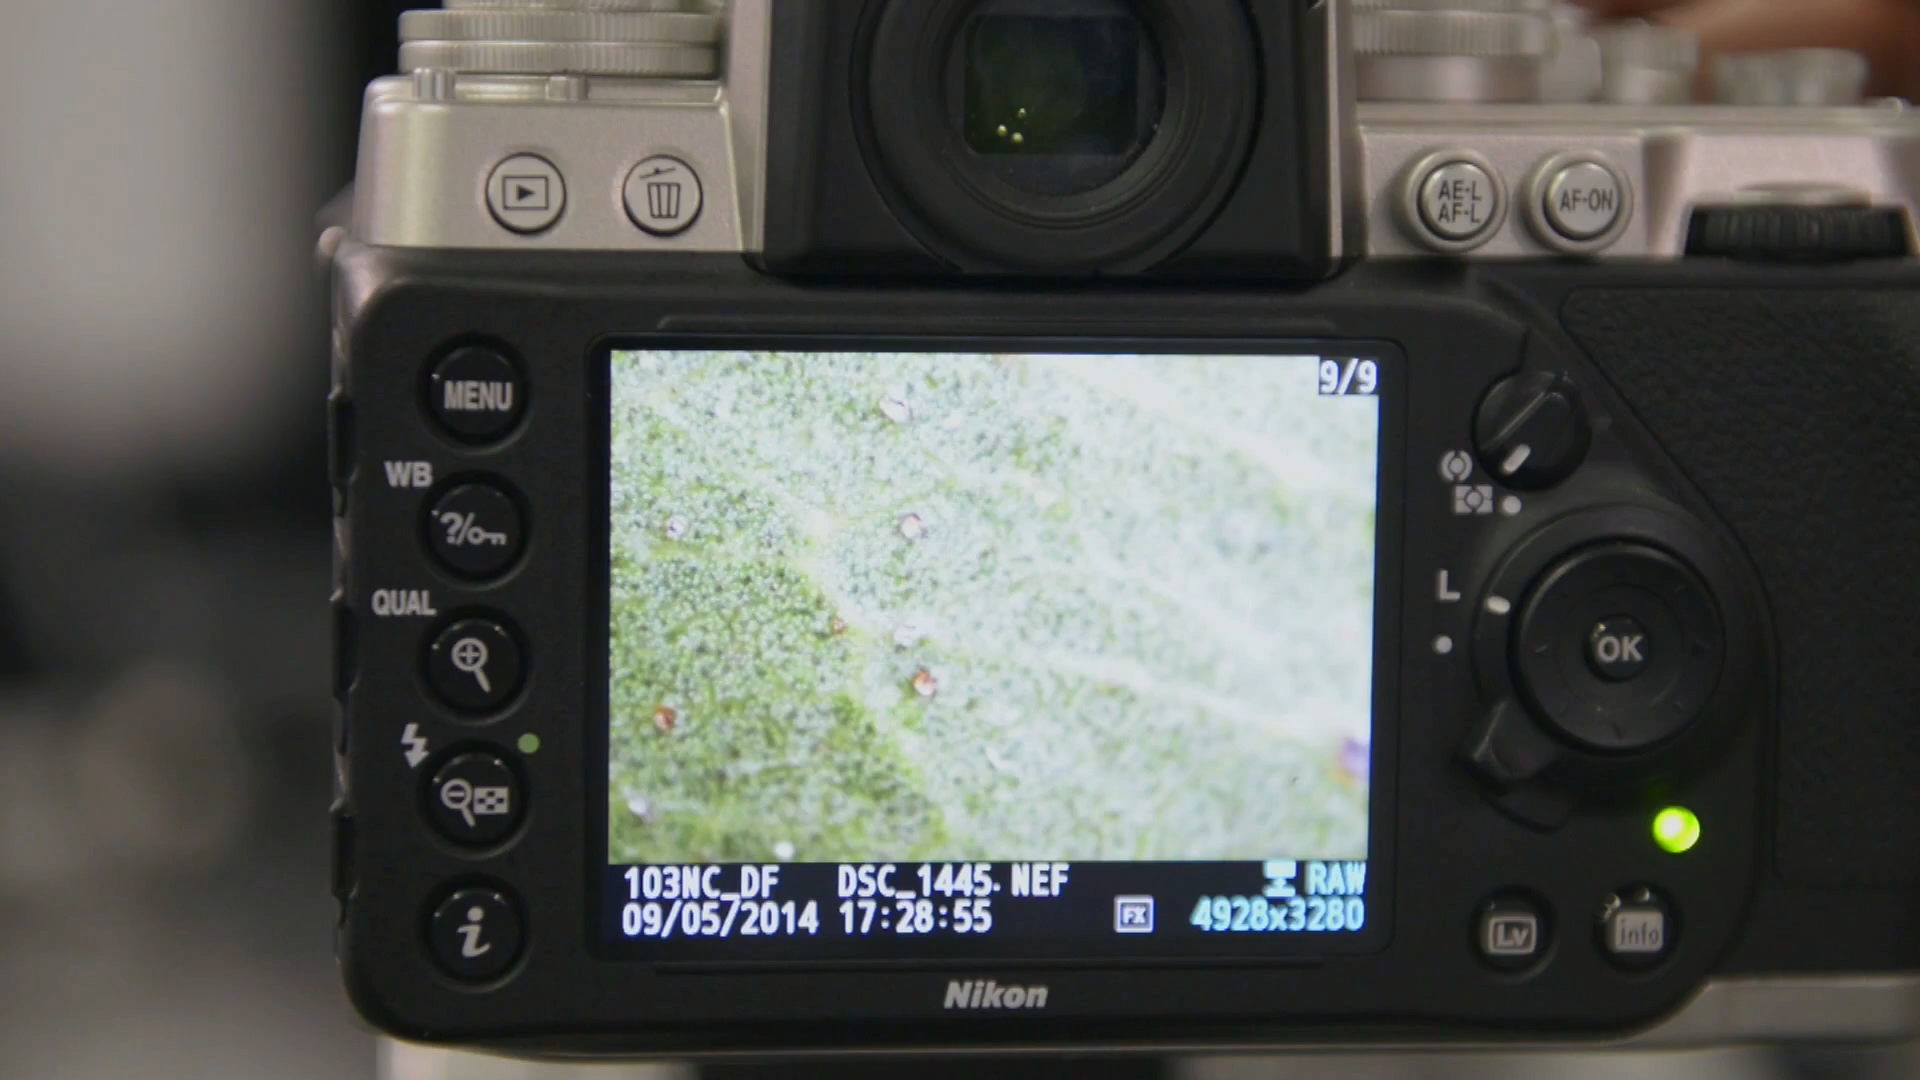 AE-L
AF-L
AF-ON
MENU
9/9
WB
?/
L
QUAL
OK
i
103NC_DF DSC_1445.NEF RAW
09/05/2014 17:28:55 FX 4928x3280
Lv
info
Nikon